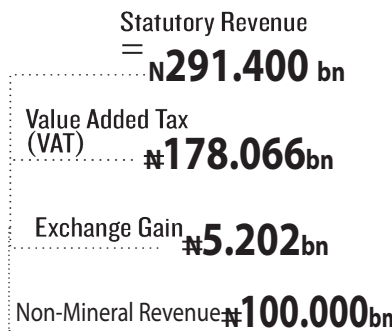 Statutory Revenue
=
N291.400 bn
Value Added Tax
(VAT)
₦178.066bn
Exchange Gain
₦5.202bn
Non-Mineral Revenue ₦100.000bn